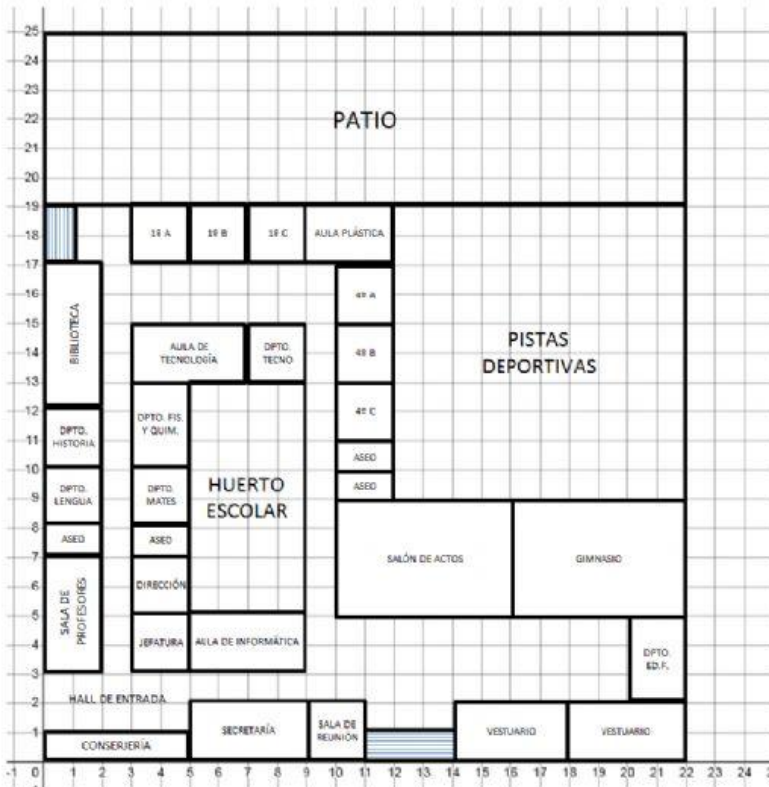 25
24
23
22
21
20
19
18
17
16
15
14
13
12
11
10
9
8
7
6
5
4
3
2
1
PATIO
1º A
1º B
1º C
AULA PLÁSTICA
BIBLIOTECA
4º A
AULA DE
TECNOLOGÍA
DPTO.
TECNO
4º B
PISTAS
DEPORTIVAS
DPTO.
HISTORIA
DPTO. FIS.
Y QUIM.
4º C
ASEO
ASEO
DPTO.
LENGUA
DPTO.
MATES
HUERTO
ESCOLAR
ASEO
ASEO
SALÓN DE ACTOS
GIMNASIO
SALA DE
PROFESORES
DIRECCIÓN
JEFATURA
AULA DE INFORMÁTICA
DPTO.
ED.F.
HALL DE ENTRADA
CONSERJERÍA
SECRETARÍA
SALA DE
REUNIÓN
VESTUARIO
VESTUARIO
-1 0 1 2 3 4 5 6 7 8 9 10 11 12 13 14 15 16 17 18 19 20 21 22 23 24